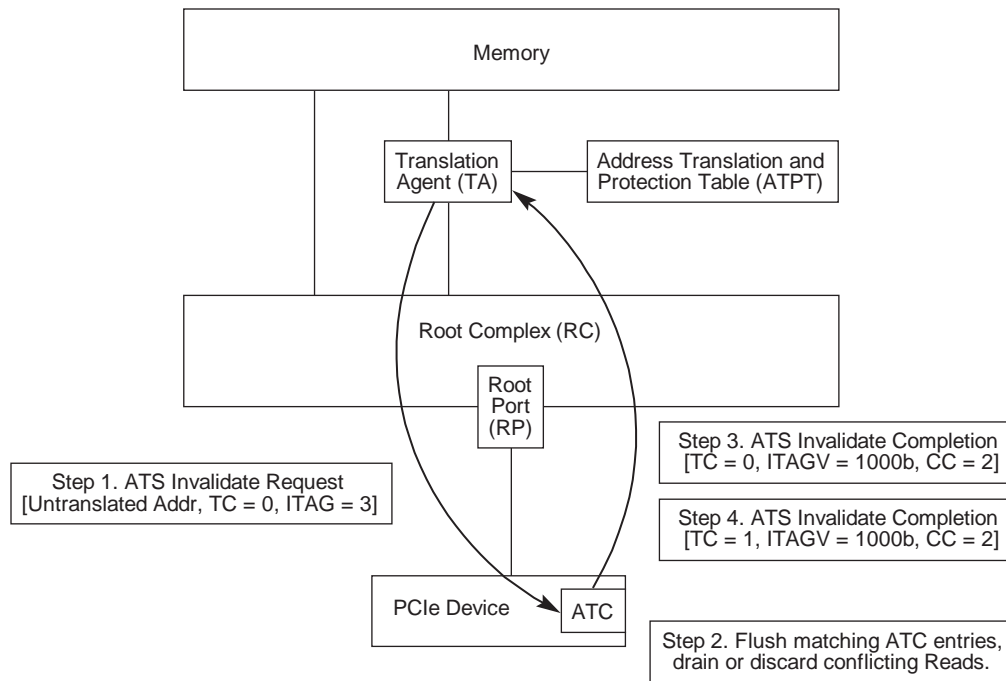 Memory
Translation
Agent (TA)
Address Translation and
Protection Table (ATPT)
Root Complex (RC)
Root
Port
(RP)
Step 1. ATS Invalidate Request
[Untranslated Addr, TC = 0, ITAG = 3]
Step 3. ATS Invalidate Completion
[TC = 0, ITAGV = 1000b, CC = 2]
Step 4. ATS Invalidate Completion
[TC = 1, ITAGV = 1000b, CC = 2]
PCIe Device
ATC
Step 2. Flush matching ATC entries,
drain or discard conflicting Reads.